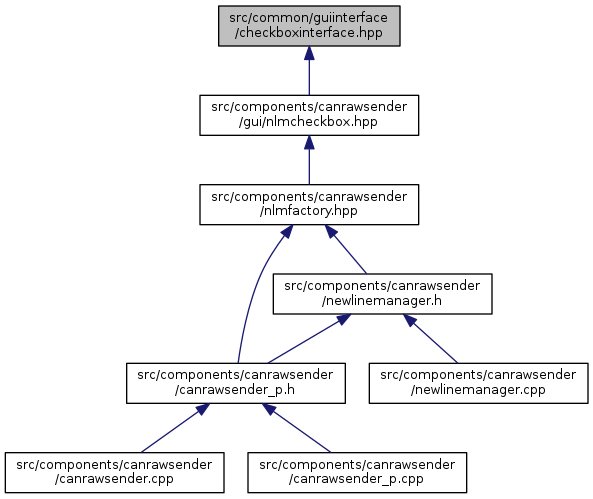 src/common/guiinterface
/checkboxinterface.hpp
src/components/canrawsender
/gui/nlmcheckbox.hpp
src/components/canrawsender
/nlmfactory.hpp
src/components/canrawsender
/newlinemanager.h
src/components/canrawsender
/canrawsender_p.h
src/components/canrawsender
/newlinemanager.cpp
src/components/canrawsender
/canrawsender.cpp
src/components/canrawsender
/canrawsender_p.cpp